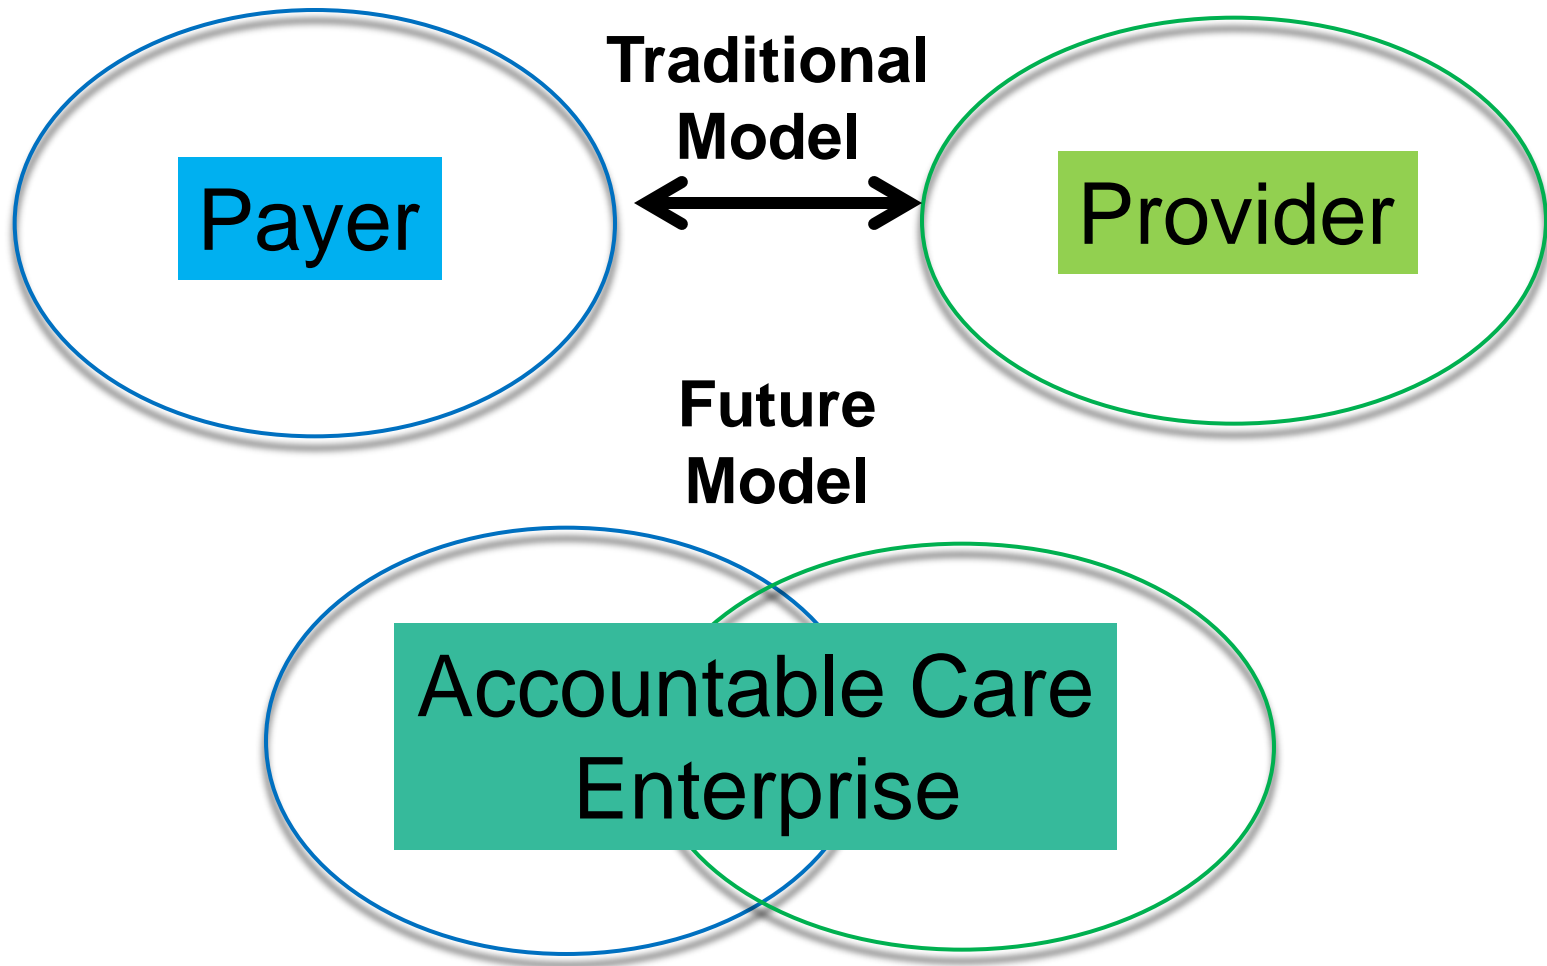 Traditional
Model
Payer
Provider
Future
Model
Accountable Care
Enterprise